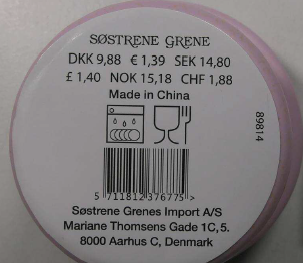 SØSTRENE GRENE
DKK 9,88 € 1,39 SEK 14,80
£ 1,40 NOK 15,18 CHF 1,88
Made in China
89814
5 711812 376775 >
Søstrene Grenes Import A/S
Mariane Thomsens Gade 1C,5.
8000 Aarhus C, Denmark